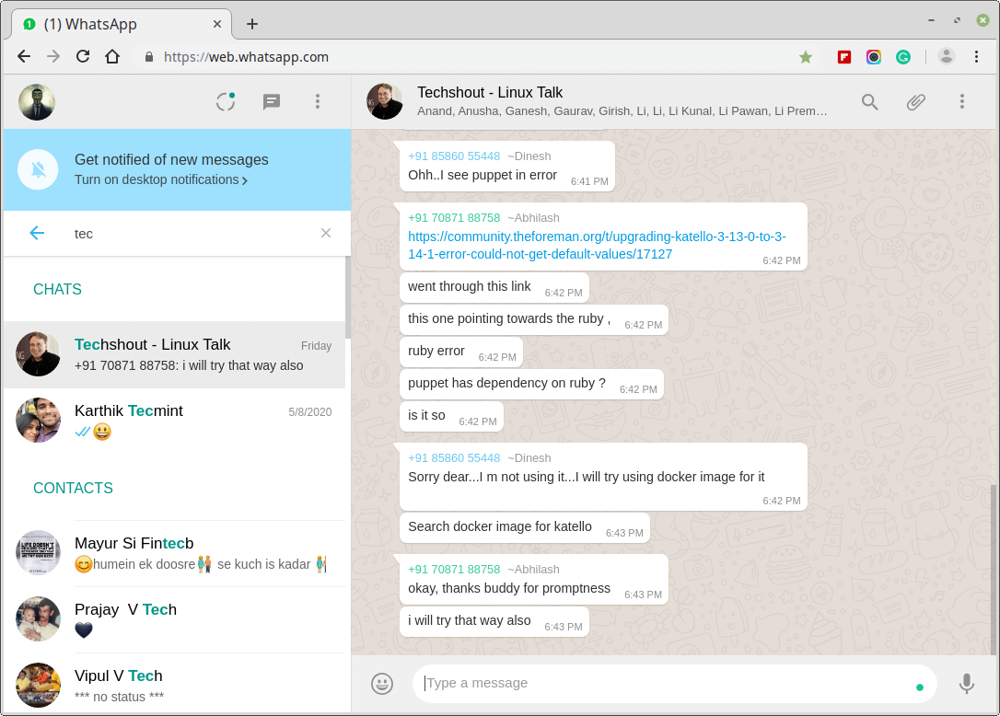 (1) WhatsApp
https://web.whatsapp.com
Get notified of new messages
Turn on desktop notifications
tec
CHATS
Techshout - Linux Talk
Friday
+91 70871 88758: i will try that way also
Karthik Tecmint
5/8/2020
CONTACTS
Mayur Si Fintecb
humein ek doosre se kuch is kadar
Prajay V Tech
Vipul V Tech
*** no status ***
Techshout - Linux Talk
Anand, Anusha, Ganesh, Gaurav, Girish, Li, Li, Li Kunal, Li Pawan, Li Prem…
+91 85860 55448 ~Dinesh
Ohh..I see puppet in error
6:41 PM
+91 70871 88758 ~Abhilash
https://community.theforeman.org/t/upgrading-katello-3-13-0-to-3-
14-1-error-could-not-get-default-values/17127
6:42 PM
went through this link
6:42 PM
this one pointing towards the ruby ,
6:42 PM
ruby error
6:42 PM
puppet has dependency on ruby ?
6:42 PM
is it so
6:42 PM
+91 85860 55448 ~Dinesh
Sorry dear...I m not using it...I will try using docker image for it
6:42 PM
Search docker image for katello
6:43 PM
+91 70871 88758 ~Abhilash
okay, thanks buddy for promptness
6:43 PM
i will try that way also
6:43 PM
Type a message